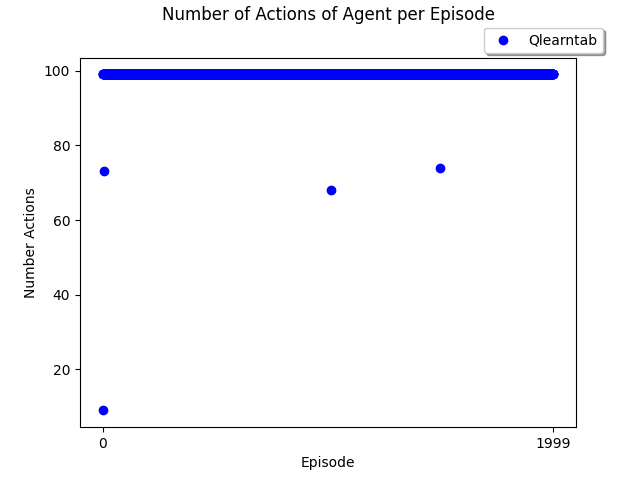 Number of Actions of Agent per Episode
Qlearntab
100
80
60
40
20
Number Actions
0 1999
Episode